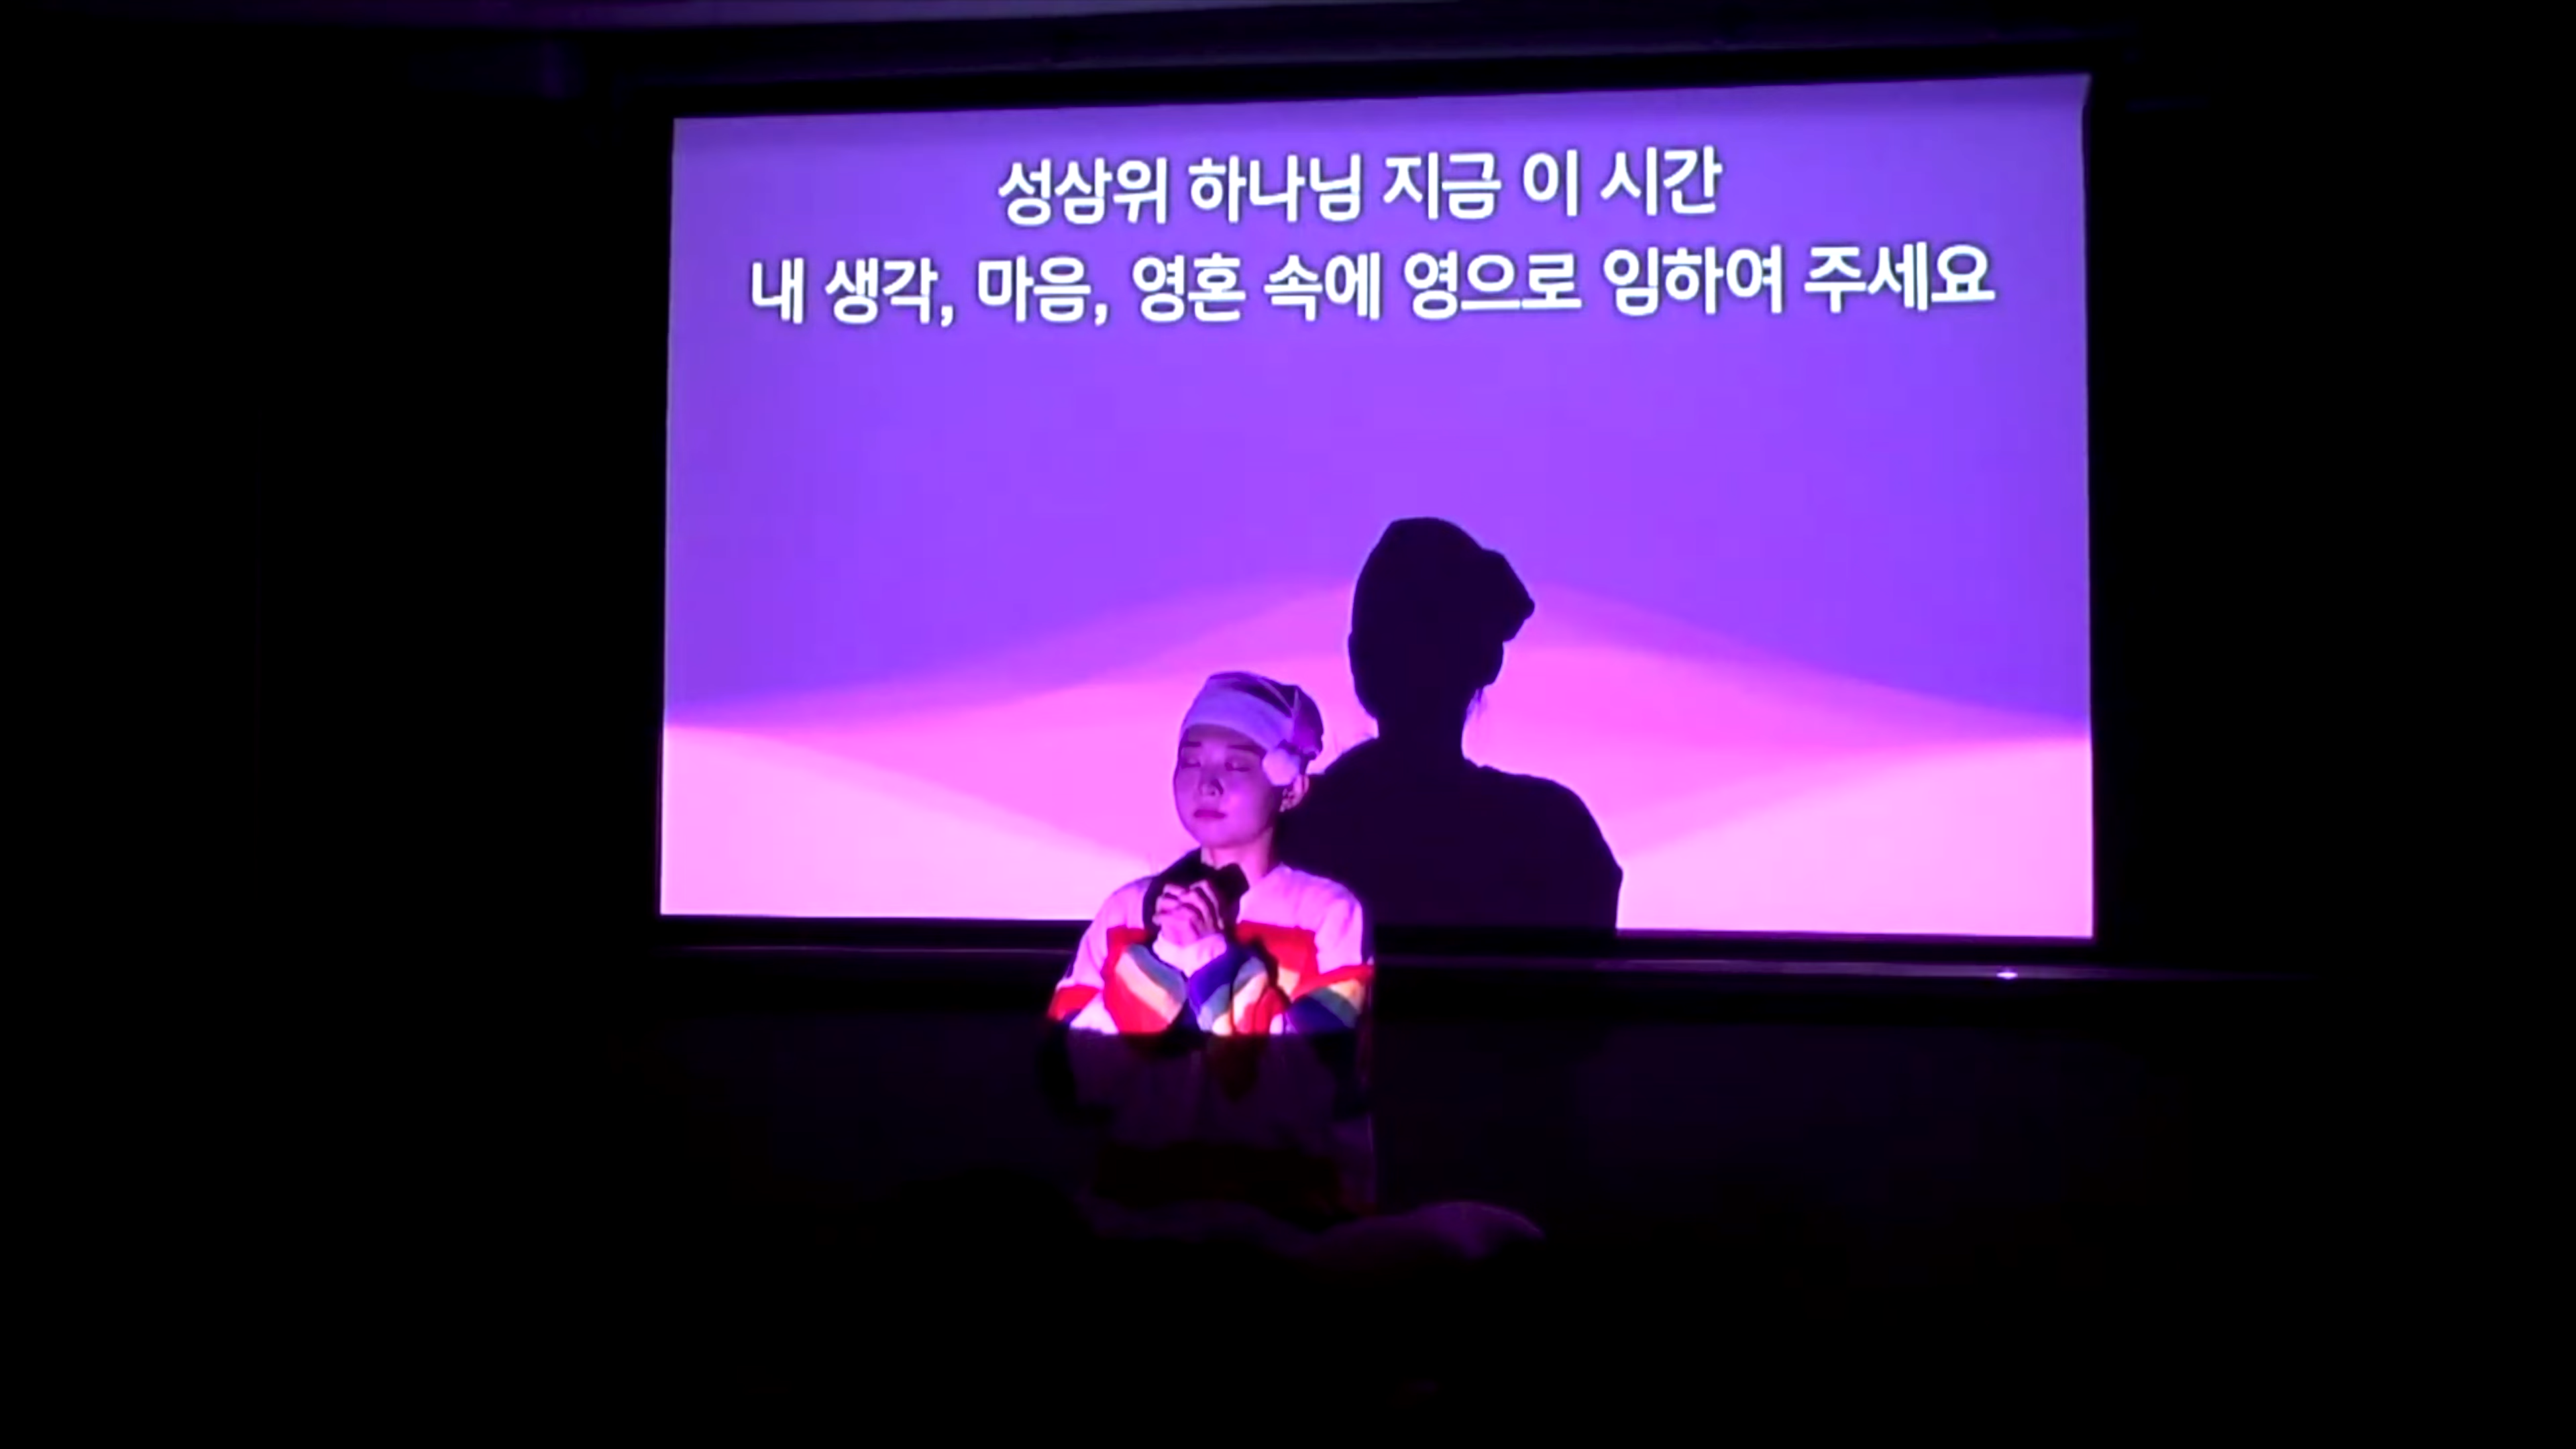 성삼위 하나님 지금 이 시간
내 생각, 마음, 영혼 속에 영으로 임하여 주세요